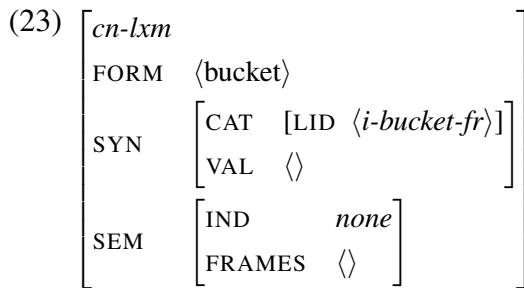 (23)
cn-lxm
FORM ⟨bucket⟩
SYN [CAT [LID ⟨i-bucket-fr⟩]
VAL ⟨⟩]
SEM [IND none
FRAMES ⟨⟩]